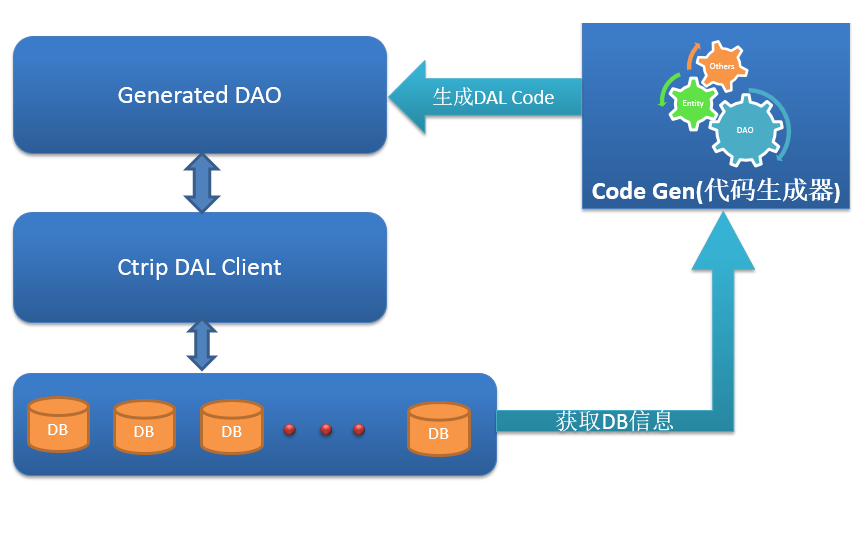 Generated DAO
生成DAL Code
Others
Entity
DAO
Code Gen(代码生成器)
Ctrip DAL Client
DB
DB
DB
DB
获取DB信息